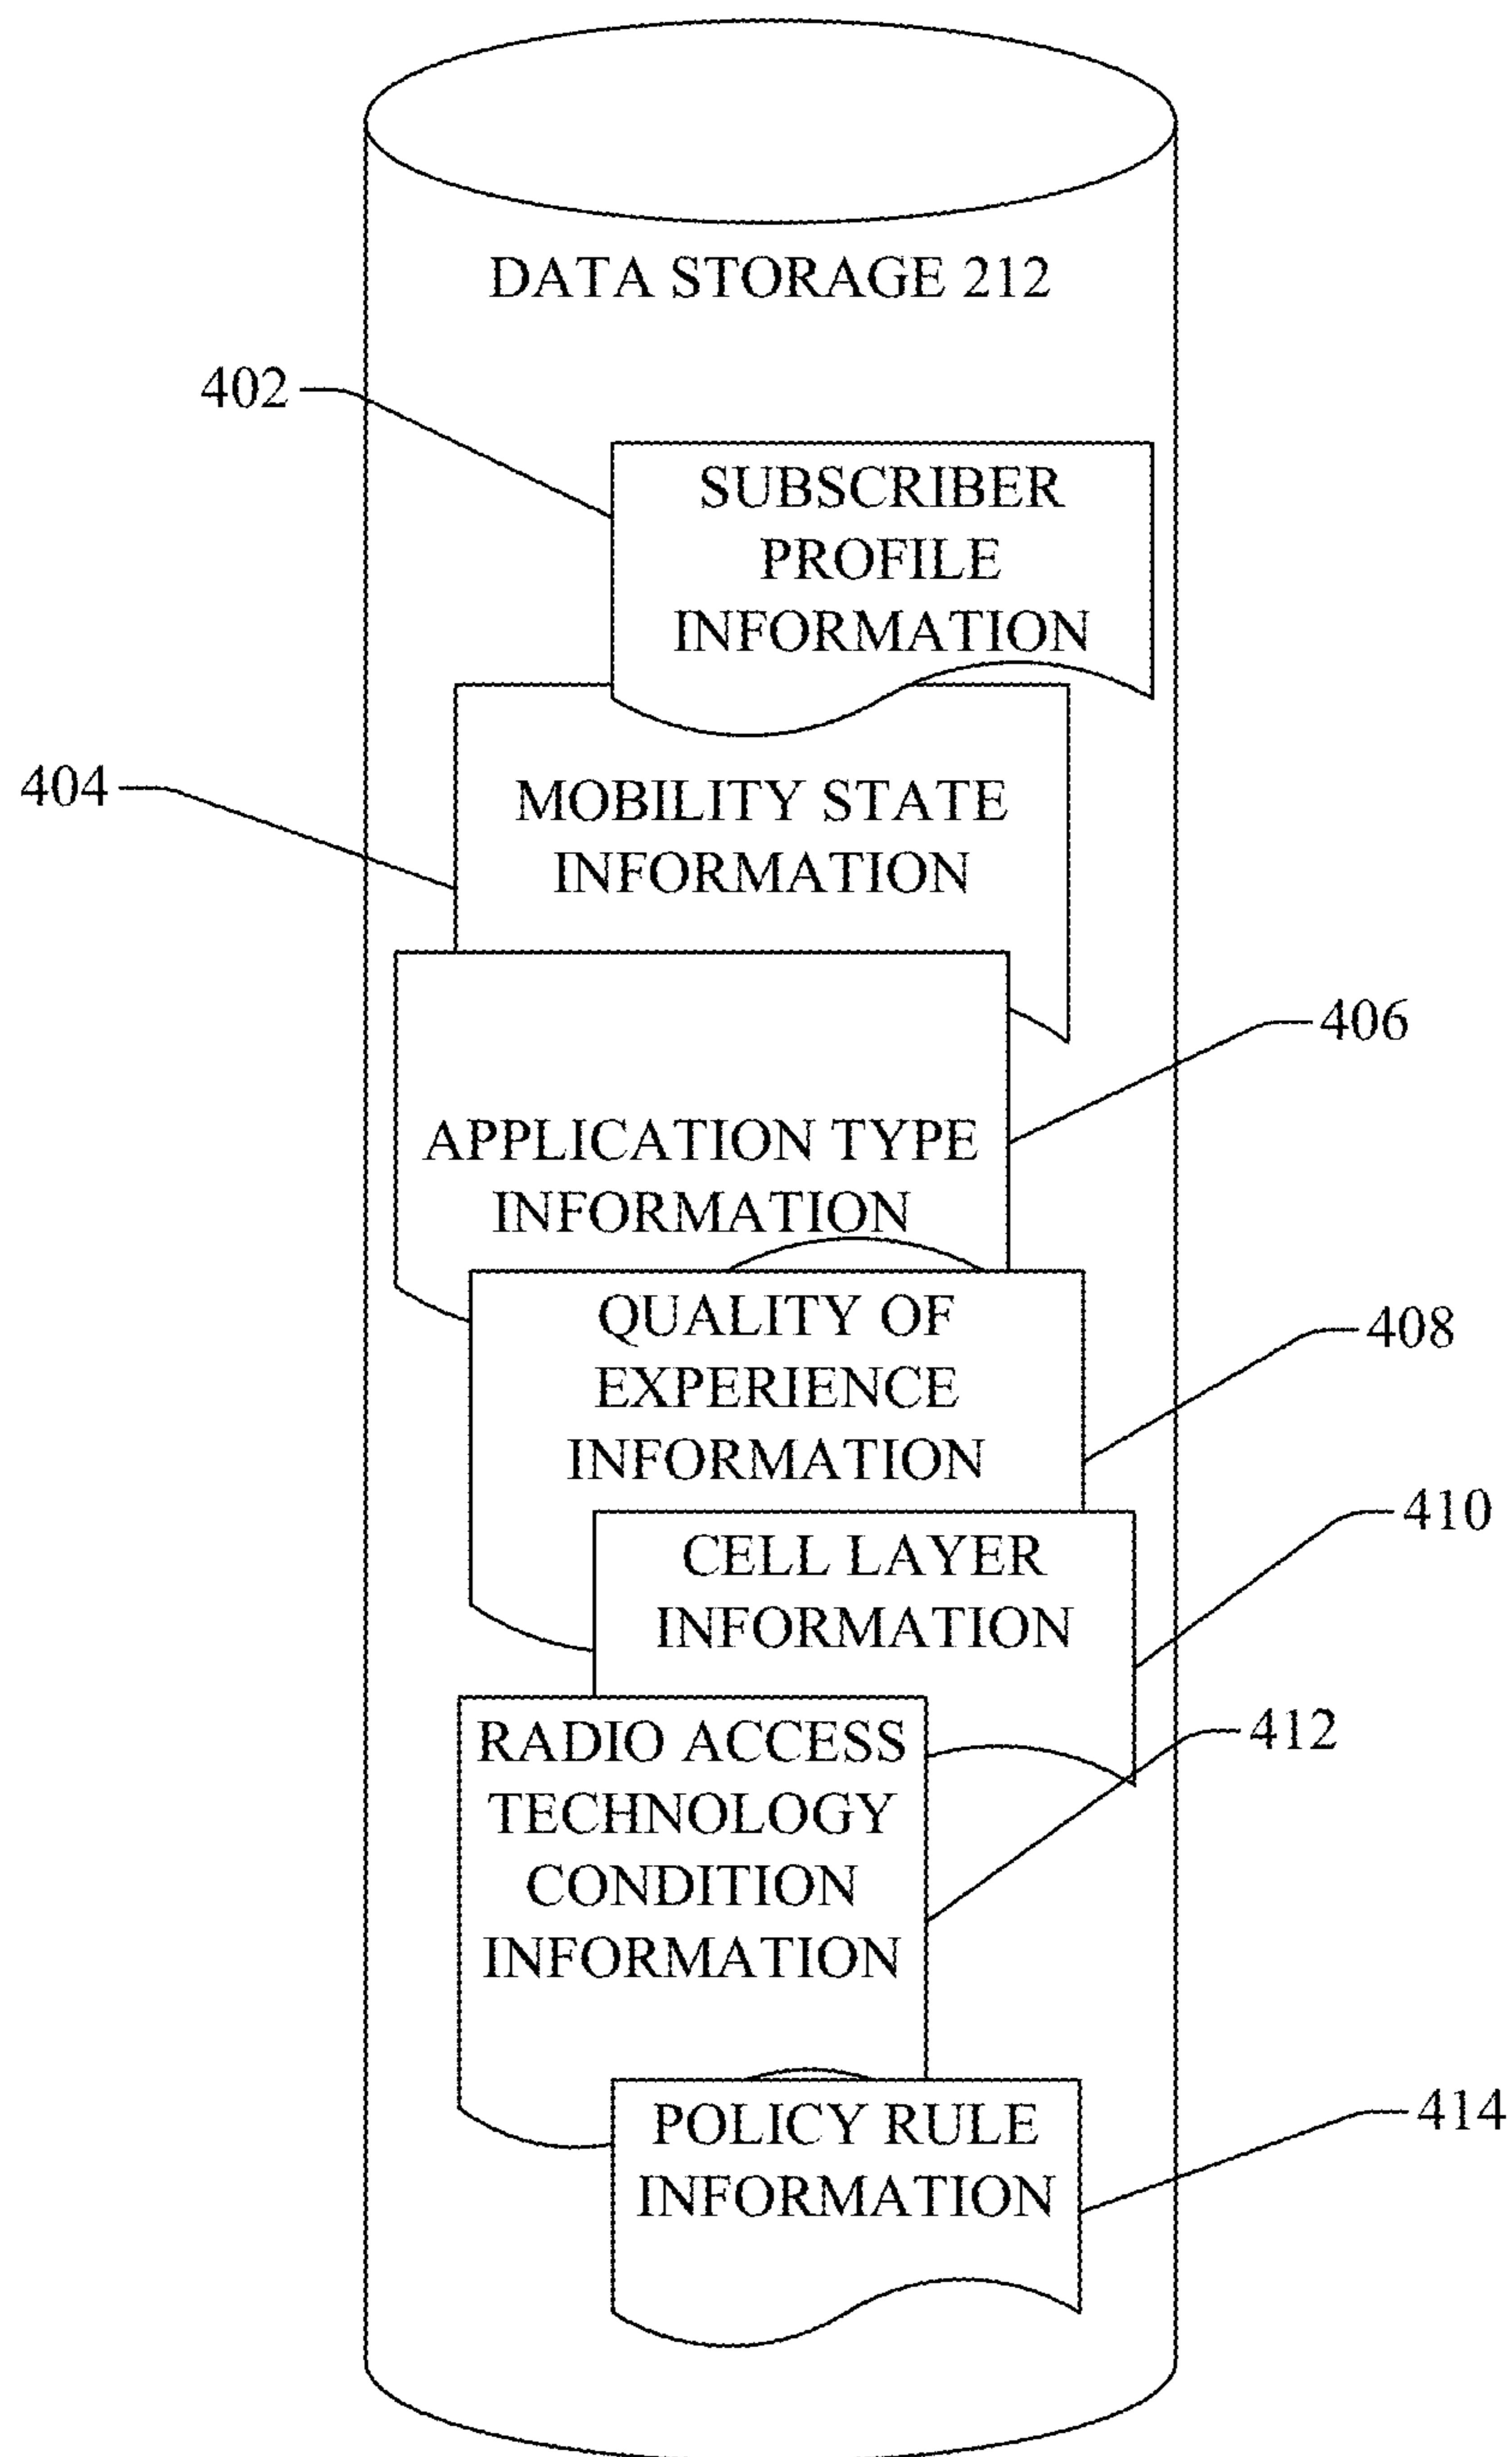 DATA STORAGE 212
402
SUBSCRIBER
PROFILE
INFORMATION
404
MOBILITY STATE
INFORMATION
406
APPLICATION TYPE
INFORMATION
408
QUALITY OF
EXPERIENCE
INFORMATION
410
CELL LAYER
INFORMATION
412
RADIO ACCESS
TECHNOLOGY
CONDITION
INFORMATION
414
POLICY RULE
INFORMATION